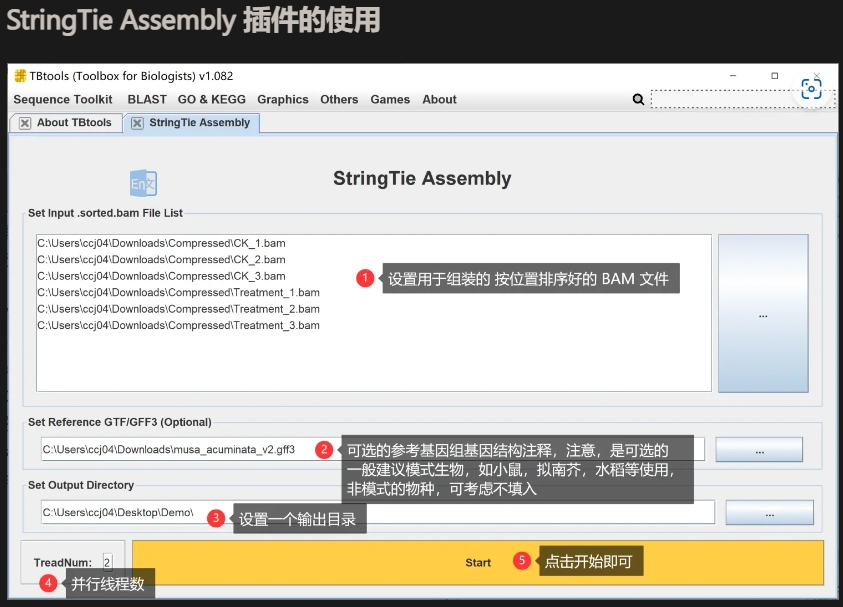 StringTie Assembly 插件的使用
TBtools (Toolbox for Biologists) v1.082
Sequence Toolkit BLAST GO & KEGG Graphics Others Games About
About TBtools StringTie Assembly
StringTie Assembly
Set Input .sorted.bam File List
C:\Users\ccj04\Downloads\Compressed\CK_1.bam
C:\Users\ccj04\Downloads\Compressed\CK_2.bam
C:\Users\ccj04\Downloads\Compressed\CK_3.bam
C:\Users\ccj04\Downloads\Compressed\Treatment_1.bam
C:\Users\ccj04\Downloads\Compressed\Treatment_2.bam
C:\Users\ccj04\Downloads\Compressed\Treatment_3.bam
1 设置用于组装的 按位置排序好的 BAM 文件
...
Set Reference GTF/GFF3 (Optional)
C:\Users\ccj04\Downloads\musa_acuminata_v2.gff3
2 可选的参考基因组基因结构注释，注意，是可选的
一般建议模式生物，如小鼠，拟南芥，水稻等使用，
非模式的物种，可考虑不填入
...
Set Output Directory
C:\Users\ccj04\Desktop\Demo\
3 设置一个输出目录
...
TreadNum: 2
4 并行线程数
Start
5 点击开始即可